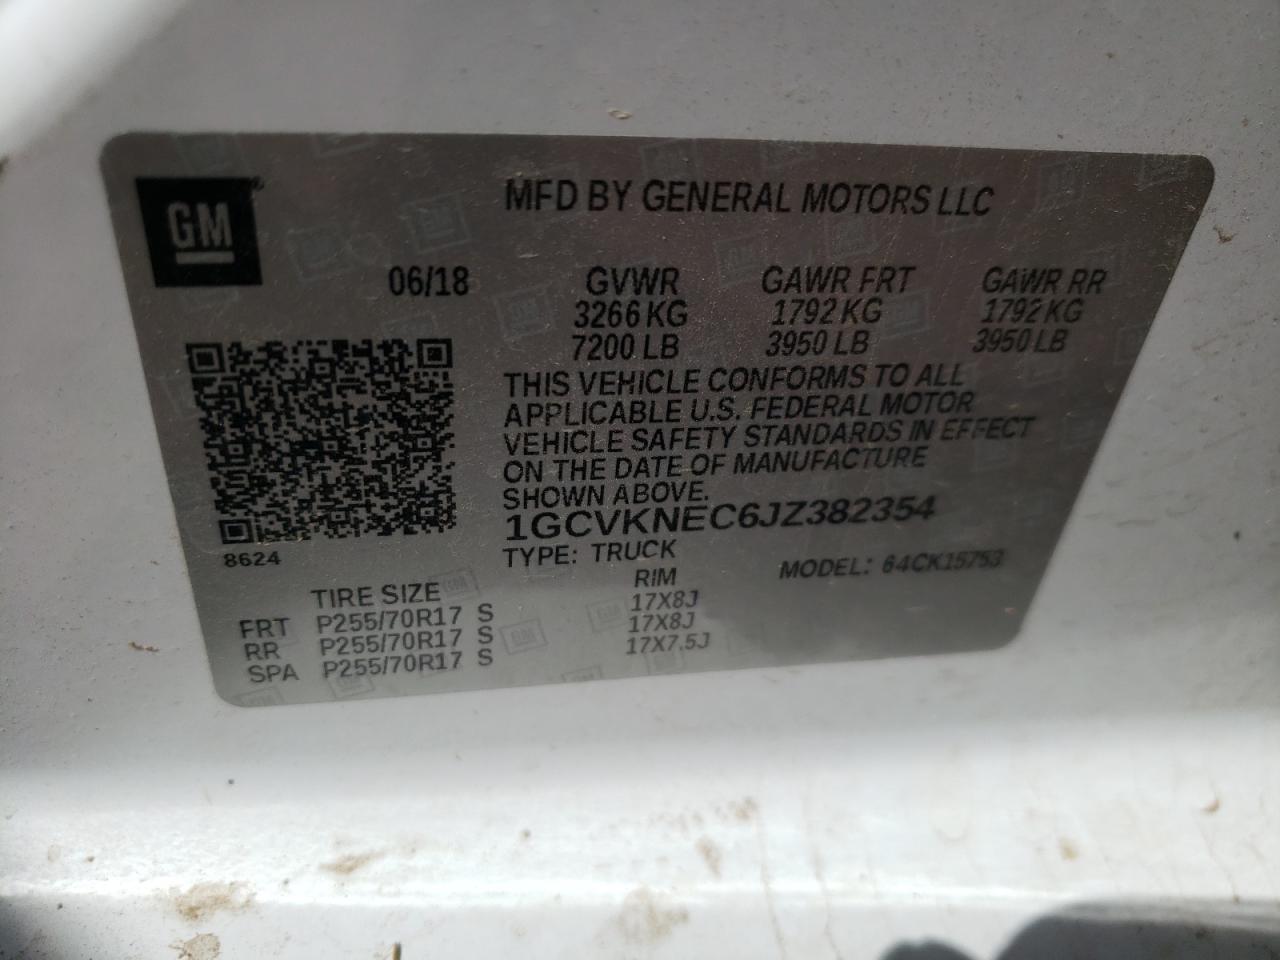 GM
MFD BY GENERAL MOTORS LLC
06/18 GVWR GAWR FRT GAWR RR
3266 KG 1792 KG 1792 KG
7200 LB 3950 LB 3950 LB
THIS VEHICLE CONFORMS TO ALL
APPLICABLE U.S. FEDERAL MOTOR
VEHICLE SAFETY STANDARDS IN EFFECT
ON THE DATE OF MANUFACTURE
SHOWN ABOVE.
1GCVKNEC6JZ382354
8624
TYPE: TRUCK MODEL: 64CK15753
TIRE SIZE RIM
FRT P255/70R17 S 17X8J
RR P255/70R17 S 17X8J
SPA P255/70R17 S 17X7.5J